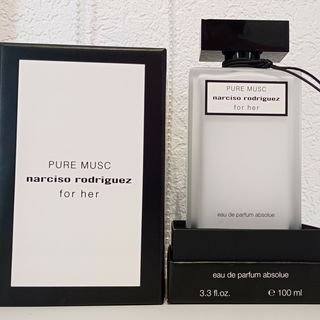 PURE MUSC
narciso rodriguez
for her
PURE MUSC
narciso rodriguez
for her
eau de parfum absolue
eau de parfum absolue
3.3 fl.oz. ℮ 100 ml